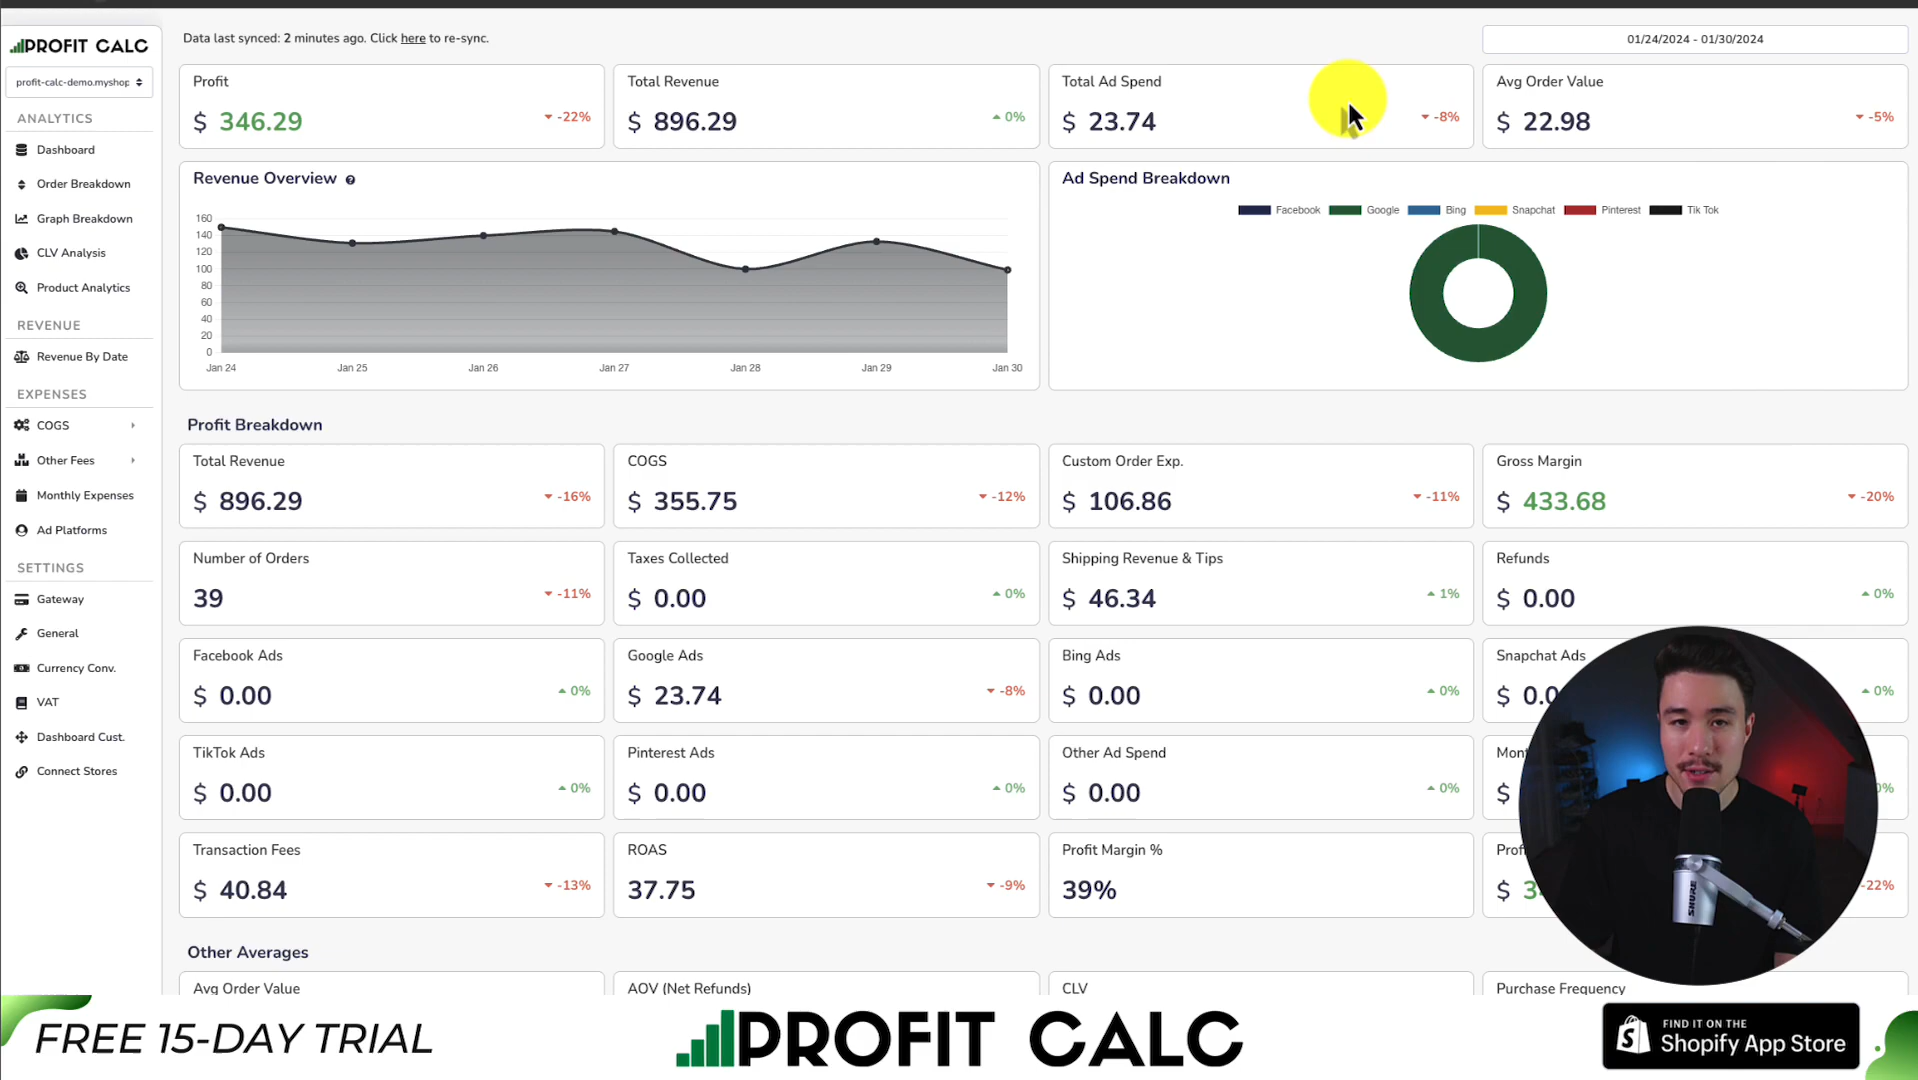 PROFIT CALC
profit-calc-demo.myshop
ANALYTICS
Dashboard
Order Breakdown
Graph Breakdown
CLV Analysis
Product Analytics
REVENUE
Revenue By Date
EXPENSES
COGS
Other Fees
Monthly Expenses
Ad Platforms
SETTINGS
Gateway
General
Currency Conv.
VAT
Dashboard Cust.
Connect Stores
Data last synced: 2 minutes ago. Click here to re-sync.
01/24/2024 - 01/30/2024
Profit
$ 346.29 -22%
Total Revenue
$ 896.29 0%
Total Ad Spend
$ 23.74 -8%
Avg Order Value
$ 22.98 -5%
Revenue Overview
160
140
120
100
80
60
40
20
0
Jan 24 Jan 25 Jan 26 Jan 27 Jan 28 Jan 29 Jan 30
Ad Spend Breakdown
Facebook Google Bing Snapchat Pinterest Tik Tok
Profit Breakdown
Total Revenue
$ 896.29 -16%
COGS
$ 355.75 -12%
Custom Order Exp.
$ 106.86 -11%
Gross Margin
$ 433.68 -20%
Number of Orders
39 -11%
Taxes Collected
$ 0.00 0%
Shipping Revenue & Tips
$ 46.34 1%
Refunds
$ 0.00 0%
Facebook Ads
$ 0.00 0%
Google Ads
$ 23.74 -8%
Bing Ads
$ 0.00 0%
Snapchat Ads
$ 0.0 0%
TikTok Ads
$ 0.00 0%
Pinterest Ads
$ 0.00 0%
Other Ad Spend
$ 0.00 0%
Mon
$ 0%
Transaction Fees
$ 40.84 -13%
ROAS
37.75 -9%
Profit Margin %
39%
Prof
$ 3 -22%
SHURE
Other Averages
Avg Order Value
AOV (Net Refunds)
CLV
Purchase Frequency
FREE 15-DAY TRIAL
PROFIT CALC
FIND IT ON THE
Shopify App Store